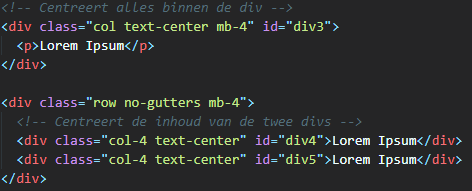 <!-- Centreert alles binnen de div -->
<div class="col text-center mb-4" id="div3">
  <p>Lorem Ipsum</p>
</div>

<div class="row no-gutters mb-4">
  <!-- Centreert de inhoud van de twee divs -->
  <div class="col-4 text-center" id="div4">Lorem Ipsum</div>
  <div class="col-4 text-center" id="div5">Lorem Ipsum</div>
</div>